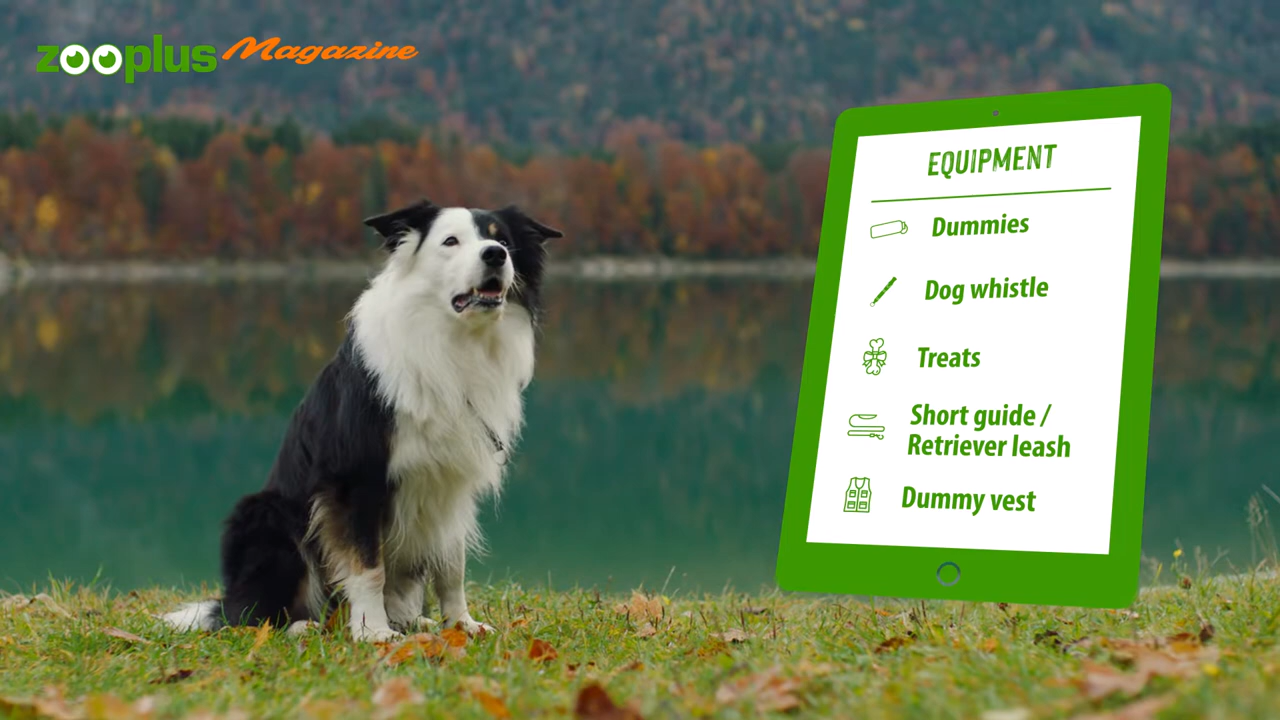 zooplus Magazine
EQUIPMENT
Dummies
Dog whistle
Treats
Short guide /
Retriever leash
Dummy vest